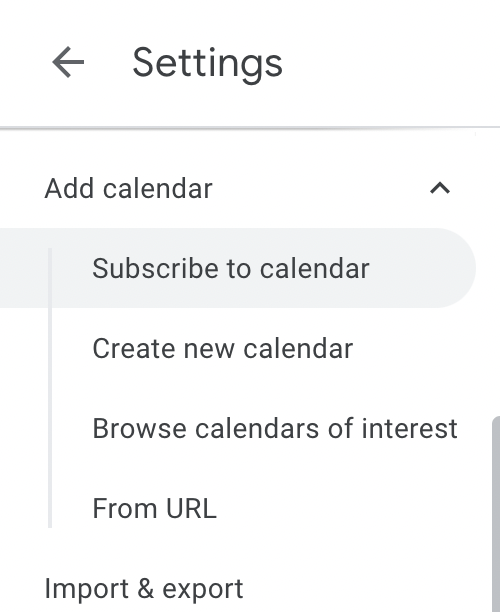 Settings
Add calendar
Subscribe to calendar
Create new calendar
Browse calendars of interest
From URL
Import & export